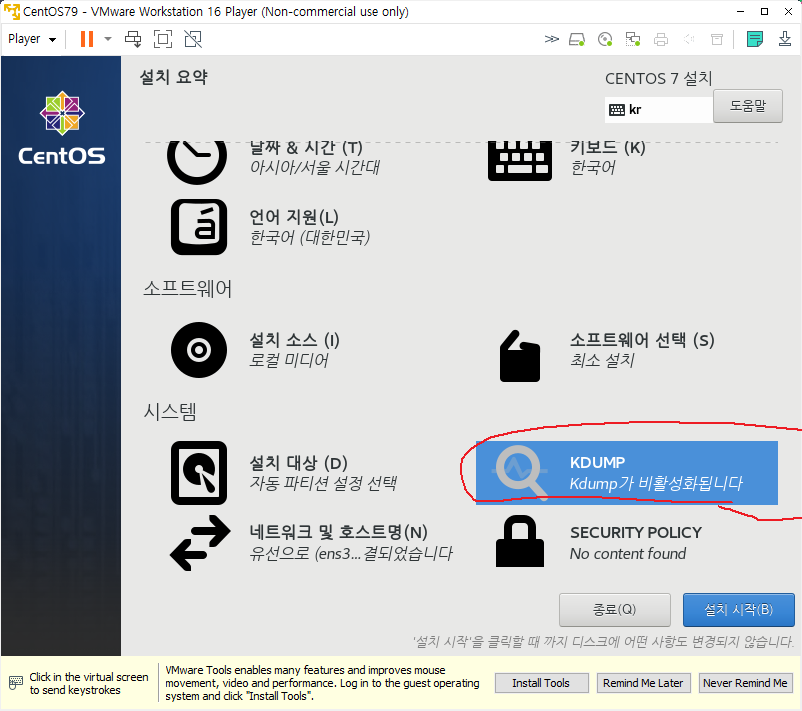 CentOS79 - VMware Workstation 16 Player (Non-commercial use only)
Player
설치 요약
CENTOS 7 설치
kr
도움말
CentOS
날짜 & 시간 (T)
아시아/서울 시간대
키보드 (K)
한국어
언어 지원(L)
한국어 (대한민국)
소프트웨어
설치 소스 (I)
로컬 미디어
소프트웨어 선택 (S)
최소 설치
시스템
설치 대상 (D)
자동 파티션 설정 선택
KDUMP
Kdump가 비활성화됩니다
네트워크 및 호스트명(N)
유선으로 (ens3...결되었습니다
SECURITY POLICY
No content found
종료(Q)
설치 시작(B)
'설치 시작'을 클릭할 때 까지 디스크에 어떤 사항도 변경되지 않습니다.
Click in the virtual screen
to send keystrokes
VMware Tools enables many features and improves mouse
movement, video and performance. Log in to the guest operating
system and click "Install Tools".
Install Tools
Remind Me Later
Never Remind Me